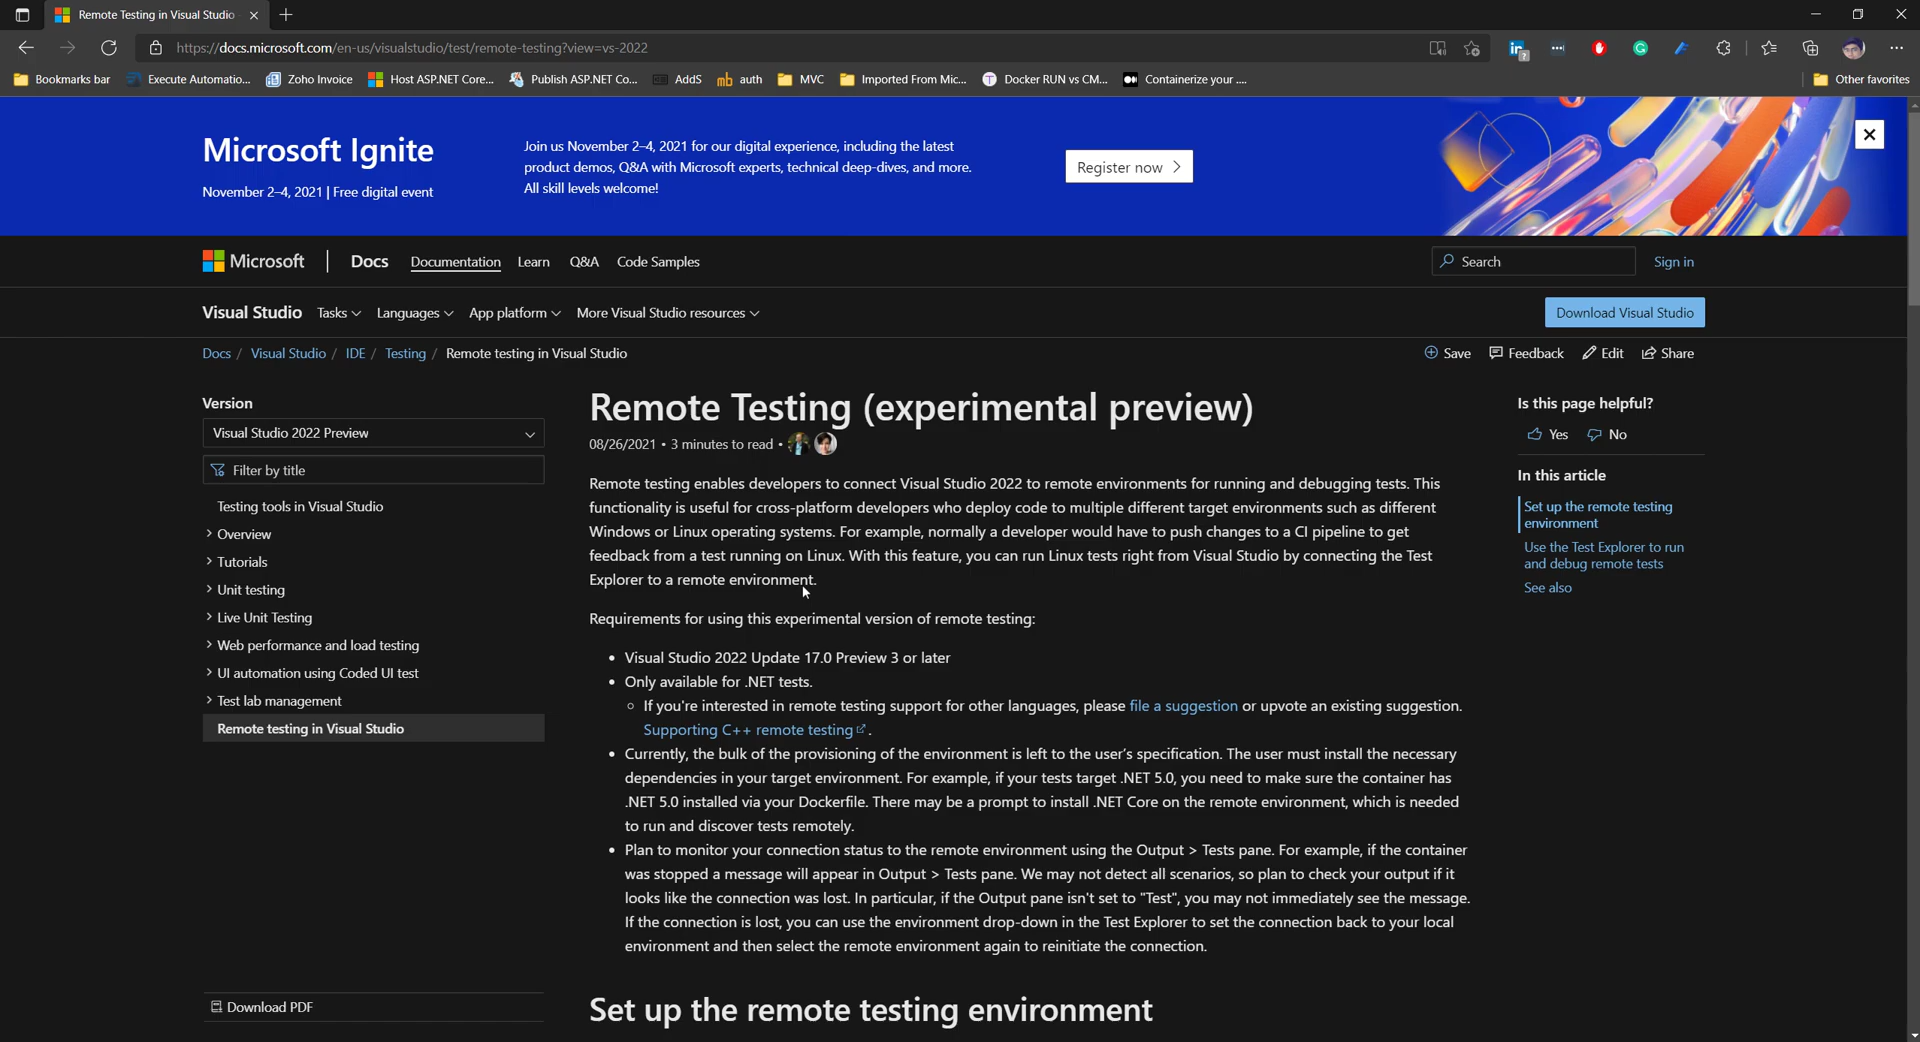 Remote Testing in Visual Studio
https://docs.microsoft.com/en-us/visualstudio/test/remote-testing?view=vs-2022
Bookmarks bar
Execute Automatio...
Zoho Invoice
Host ASP.NET Core...
Publish ASP.NET Co...
AddS
auth
MVC
Imported From Mic...
Docker RUN vs CM...
Containerize your ....
Other favorites
Microsoft Ignite
November 2–4, 2021 | Free digital event
Join us November 2–4, 2021 for our digital experience, including the latest
product demos, Q&A with Microsoft experts, technical deep-dives, and more.
All skill levels welcome!
Register now
Microsoft
Docs
Documentation
Learn
Q&A
Code Samples
Search
Sign in
Visual Studio
Tasks
Languages
App platform
More Visual Studio resources
Download Visual Studio
Docs / Visual Studio / IDE / Testing / Remote testing in Visual Studio
Save
Feedback
Edit
Share
Version
Visual Studio 2022 Preview
Filter by title
Testing tools in Visual Studio
Overview
Tutorials
Unit testing
Live Unit Testing
Web performance and load testing
UI automation using Coded UI test
Test lab management
Remote testing in Visual Studio
Download PDF
Remote Testing (experimental preview)
08/26/2021 • 3 minutes to read •
Remote testing enables developers to connect Visual Studio 2022 to remote environments for running and debugging tests. This
functionality is useful for cross-platform developers who deploy code to multiple different target environments such as different
Windows or Linux operating systems. For example, normally a developer would have to push changes to a CI pipeline to get
feedback from a test running on Linux. With this feature, you can run Linux tests right from Visual Studio by connecting the Test
Explorer to a remote environment.
Requirements for using this experimental version of remote testing:
• Visual Studio 2022 Update 17.0 Preview 3 or later
• Only available for .NET tests.
○ If you're interested in remote testing support for other languages, please file a suggestion or upvote an existing suggestion.
Supporting C++ remote testing.
• Currently, the bulk of the provisioning of the environment is left to the user's specification. The user must install the necessary
dependencies in your target environment. For example, if your tests target .NET 5.0, you need to make sure the container has
.NET 5.0 installed via your Dockerfile. There may be a prompt to install .NET Core on the remote environment, which is needed
to run and discover tests remotely.
• Plan to monitor your connection status to the remote environment using the Output > Tests pane. For example, if the container
was stopped a message will appear in Output > Tests pane. We may not detect all scenarios, so plan to check your output if it
looks like the connection was lost. In particular, if the Output pane isn't set to "Test", you may not immediately see the message.
If the connection is lost, you can use the environment drop-down in the Test Explorer to set the connection back to your local
environment and then select the remote environment again to reinitiate the connection.
Set up the remote testing environment
Is this page helpful?
Yes
No
In this article
Set up the remote testing
environment
Use the Test Explorer to run
and debug remote tests
See also